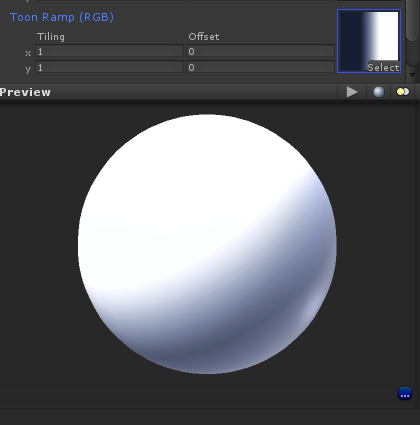 Toon Ramp (RGB)
Tiling Offset
x 1 0
y 1 0
Select
Preview
...